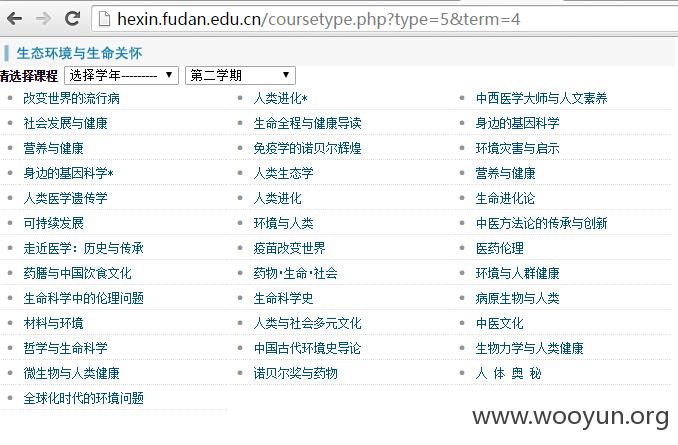 hexin.fudan.edu.cn/coursetype.php?type=5&term=4
生态环境与生命关怀
请选择课程 选择学年--------- 第二学期
改变世界的流行病 人类进化* 中西医学大师与人文素养
社会发展与健康 生命全程与健康导读 身边的基因科学
营养与健康 免疫学的诺贝尔辉煌 环境灾害与启示
身边的基因科学* 人类生态学 营养与健康
人类医学遗传学 人类进化 生命进化论
可持续发展 环境与人类 中医方法论的传承与创新
走近医学：历史与传承 疫苗改变世界 医药伦理
药膳与中国饮食文化 药物·生命·社会 环境与人群健康
生命科学中的伦理问题 生命科学史 病原生物与人类
材料与环境 人类与社会多元文化 中医文化
哲学与生命科学 中国古代环境史导论 生物力学与人类健康
微生物与人类健康 诺贝尔奖与药物 人 体 奥 秘
全球化时代的环境问题
www.wooyun.org